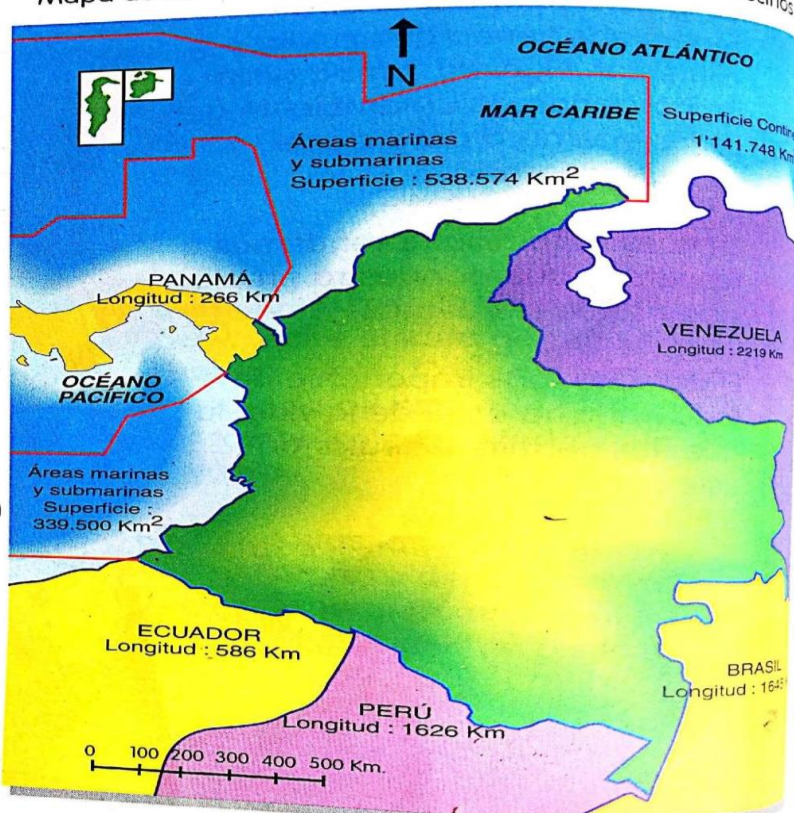 Mapa
N
OCÉANO ATLÁNTICO
MAR CARIBE
Superficie
1'141.748 Km
Áreas marinas
y submarinas
Superficie : 538.574 Km²
PANAMÁ
Longitud : 266 Km
VENEZUELA
Longitud : 2219 Km
OCÉANO
PACÍFICO
Áreas marinas
y submarinas
Superficie :
339.500 Km²
ECUADOR
Longitud : 586 Km
BRASIL
Longitud :
PERÚ
Longitud : 1626 Km
0 100 200 300 400 500 Km.